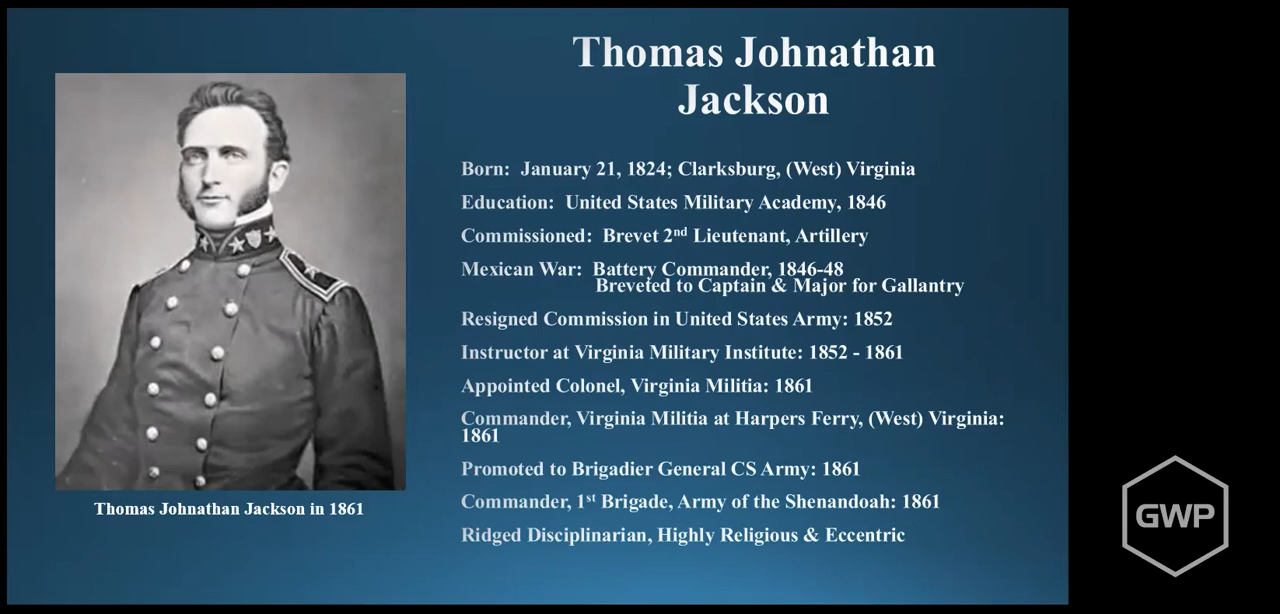 Thomas Johnathan
Jackson
Born: January 21, 1824; Clarksburg, (West) Virginia
Education: United States Military Academy, 1846
Commissioned: Brevet 2nd Lieutenant, Artillery
Mexican War: Battery Commander, 1846-48
Breveted to Captain & Major for Gallantry
Resigned Commission in United States Army: 1852
Instructor at Virginia Military Institute: 1852 - 1861
Appointed Colonel, Virginia Militia: 1861
Commander, Virginia Militia at Harpers Ferry, (West) Virginia:
1861
Promoted to Brigadier General CS Army: 1861
Commander, 1st Brigade, Army of the Shenandoah: 1861
Ridged Disciplinarian, Highly Religious & Eccentric
Thomas Johnathan Jackson in 1861
GWP